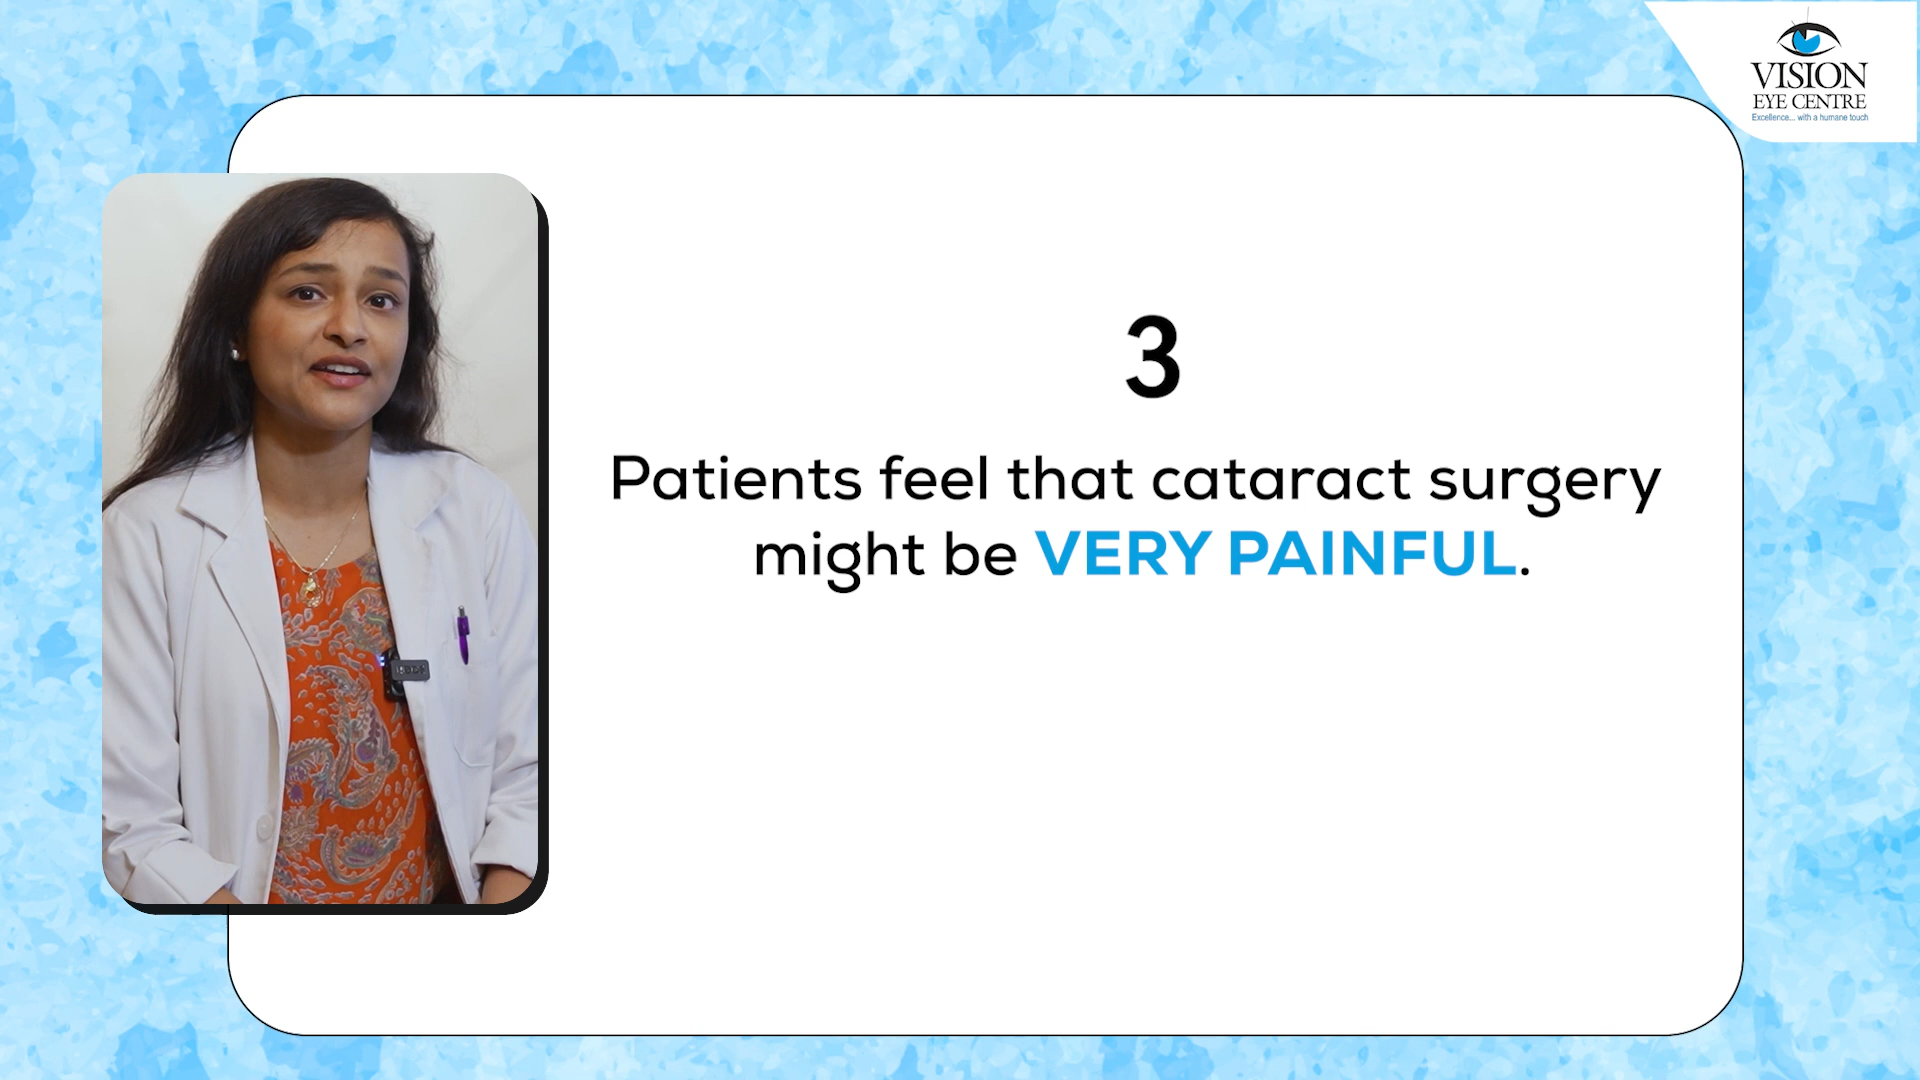 VISION
EYE CENTRE
Excellence... with a humane touch
3
Patients feel that cataract surgery
might be VERY PAINFUL.